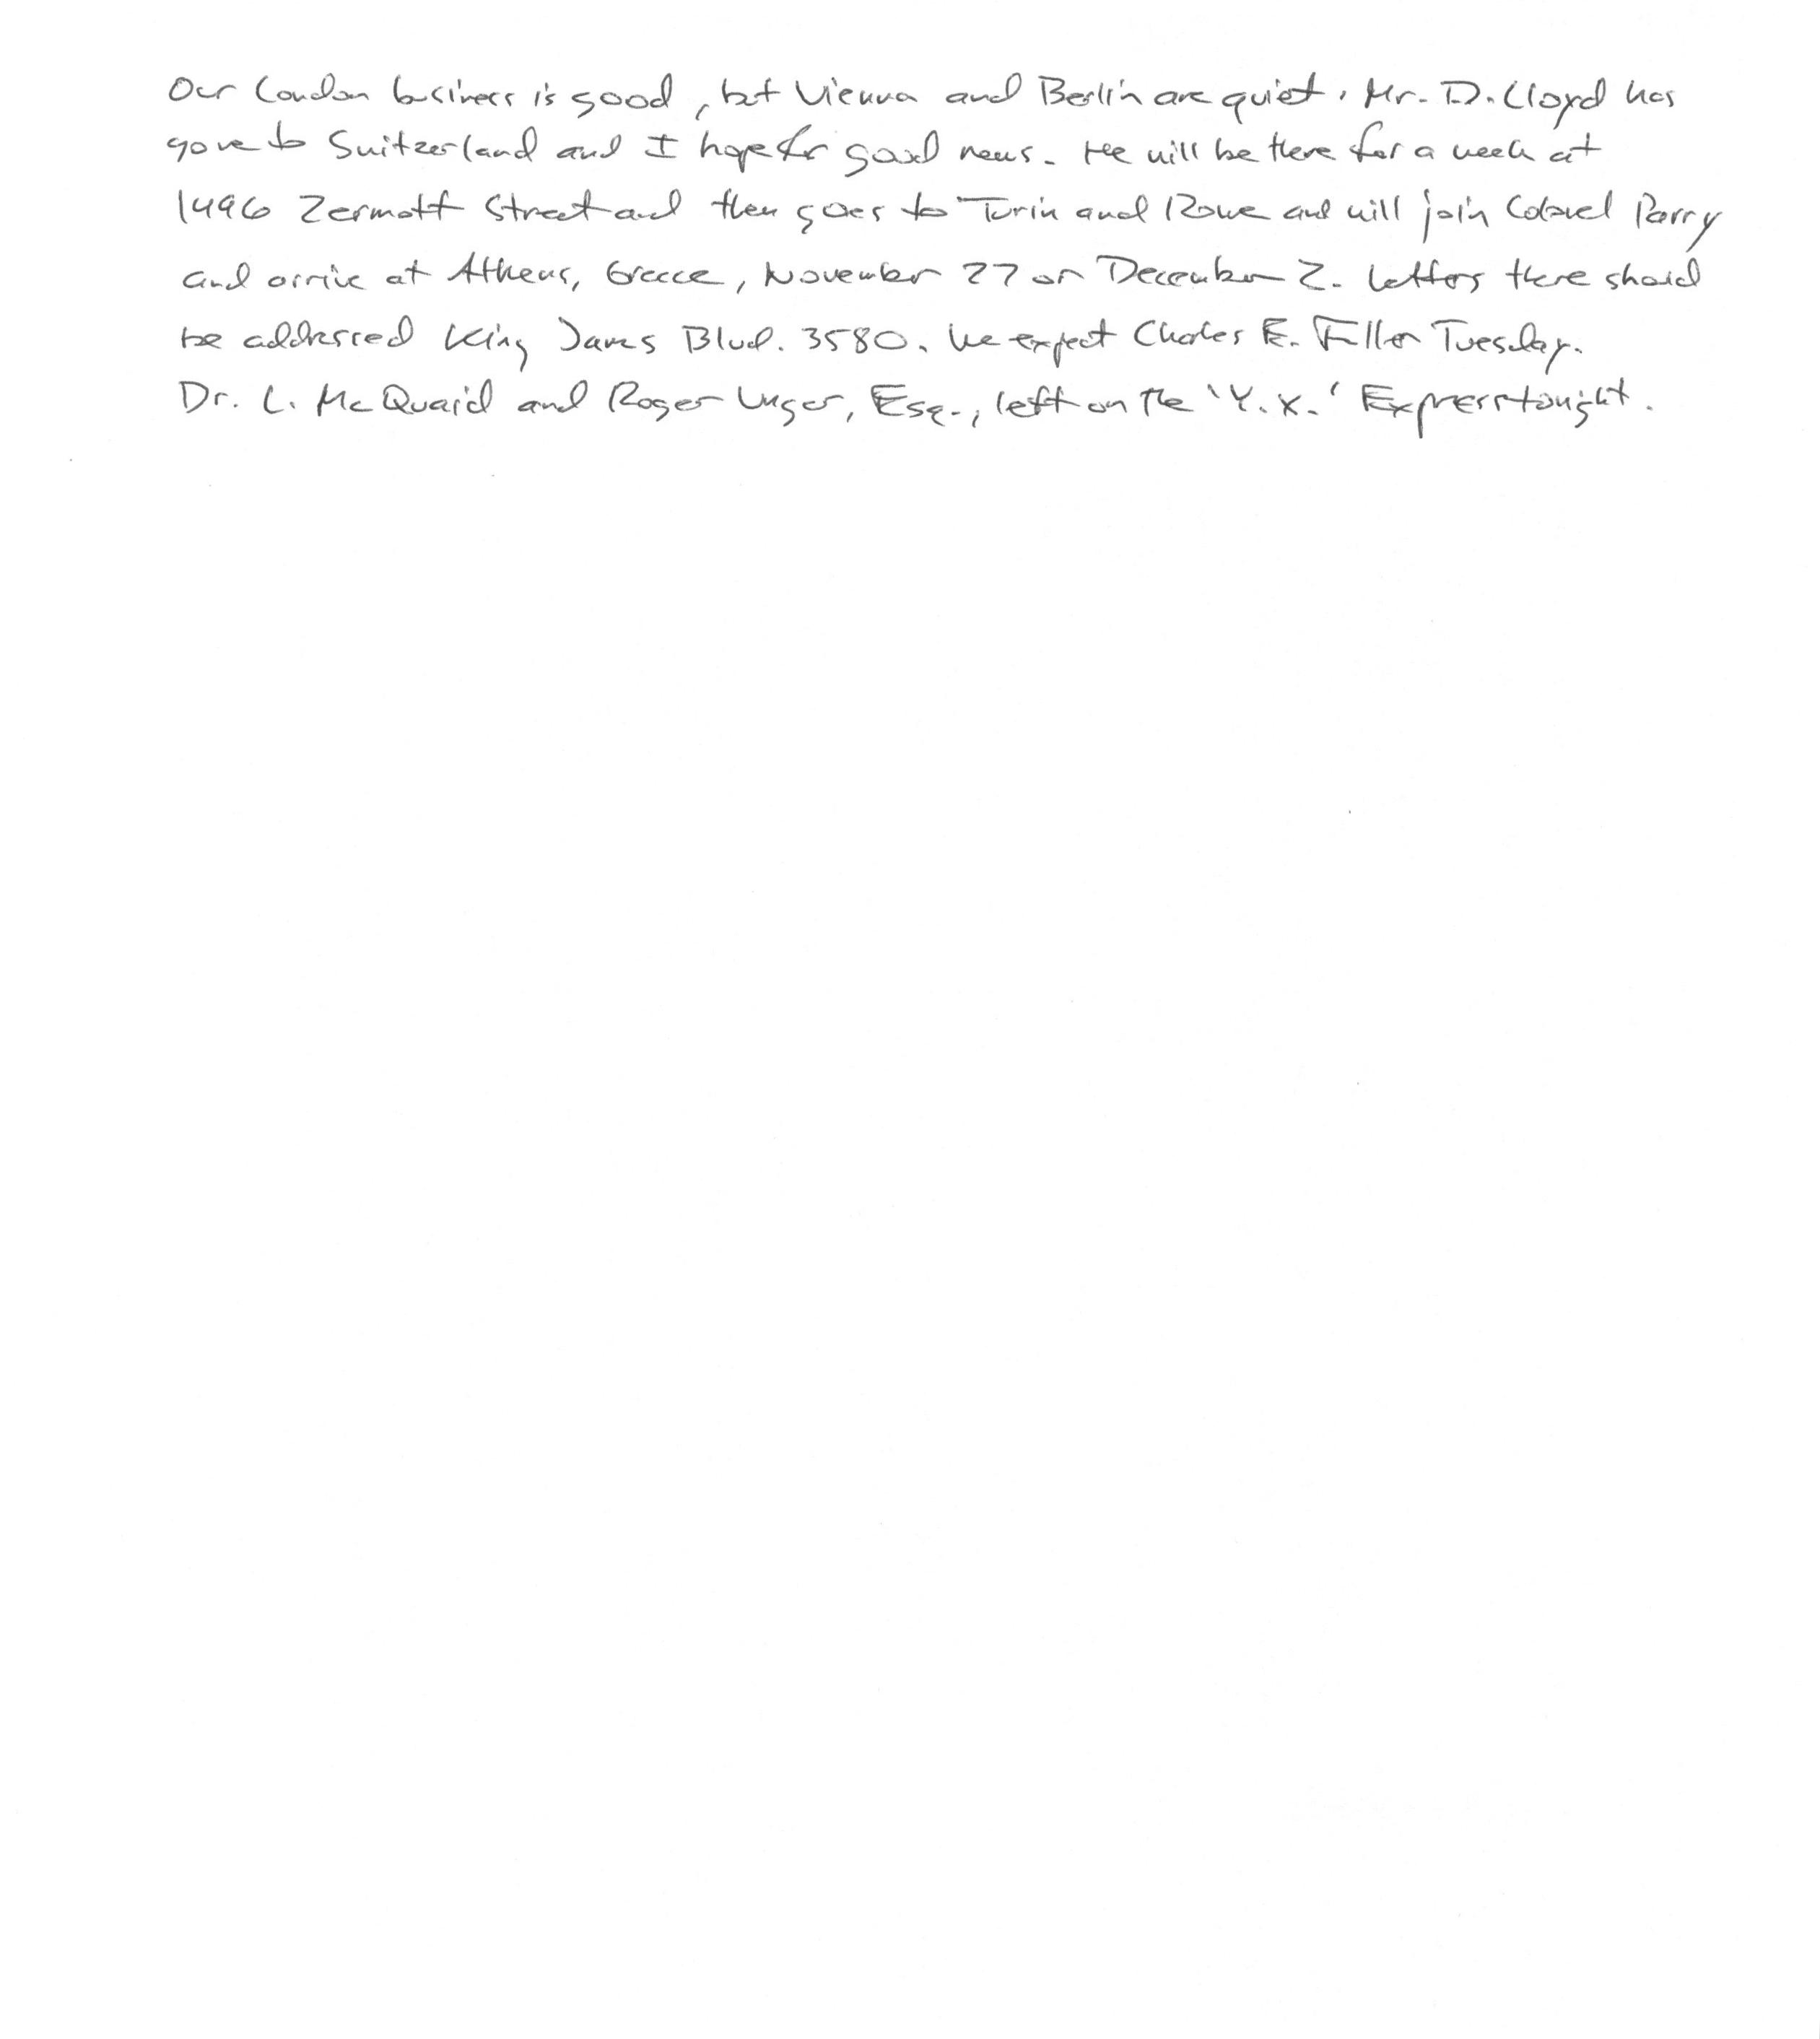 Our London business is good, but Vienna and Berlin are quiet. Mr. D. Lloyd has
gone to Switzerland and I hope for good news. He will be there for a week at
1496 Zermott Street and then goes to Turin and Rome and will join Colonel Parry
and arrive at Athens, Greece, November 27 or December 2. Letters there should
be addressed King James Blvd. 3580. We expect Charles E. Fuller Tuesday.
Dr. L. McQuaid and Roger Unger, Esq., left on the 'Y.X.' Express tonight.